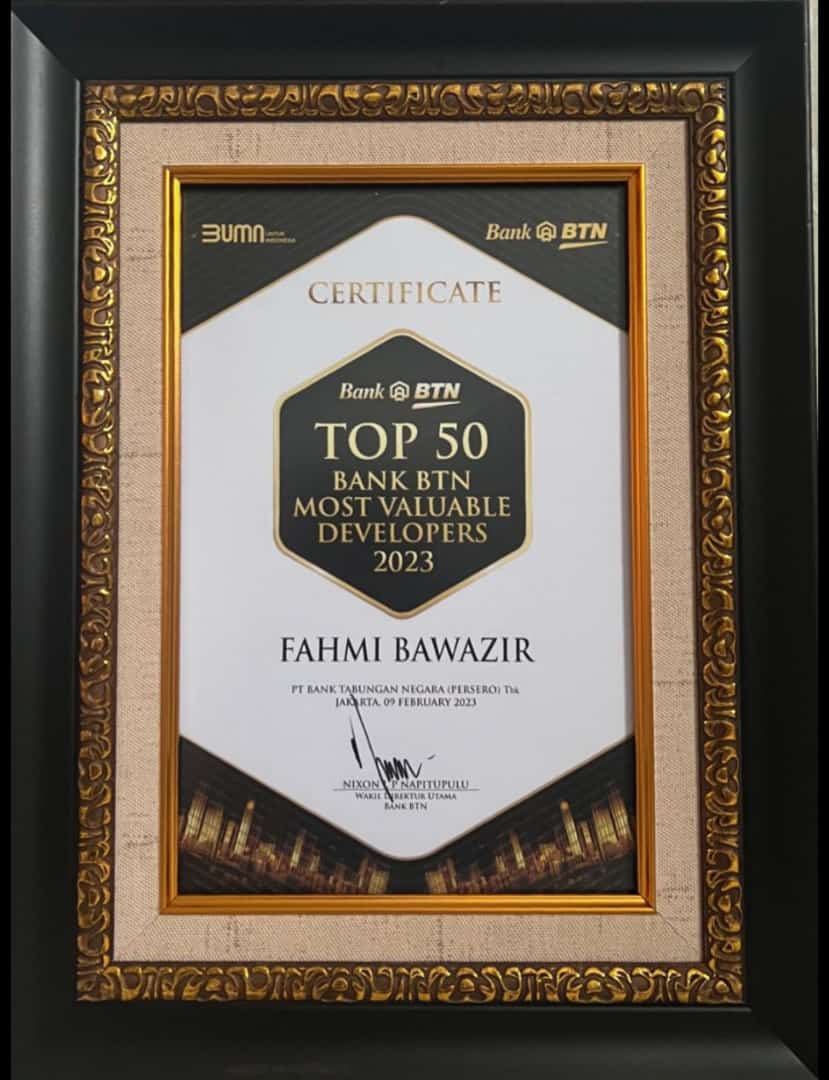 BUMN UNTUK INDONESIA
Bank BTN
CERTIFICATE
Bank BTN
TOP 50
BANK BTN
MOST VALUABLE
DEVELOPERS
2023
FAHMI BAWAZIR
PT BANK TABUNGAN NEGARA (PERSERO) Tbk
JAKARTA, 09 FEBRUARY 2023
NIXON L P NAPITUPULU
WAKIL DIREKTUR UTAMA
BANK BTN